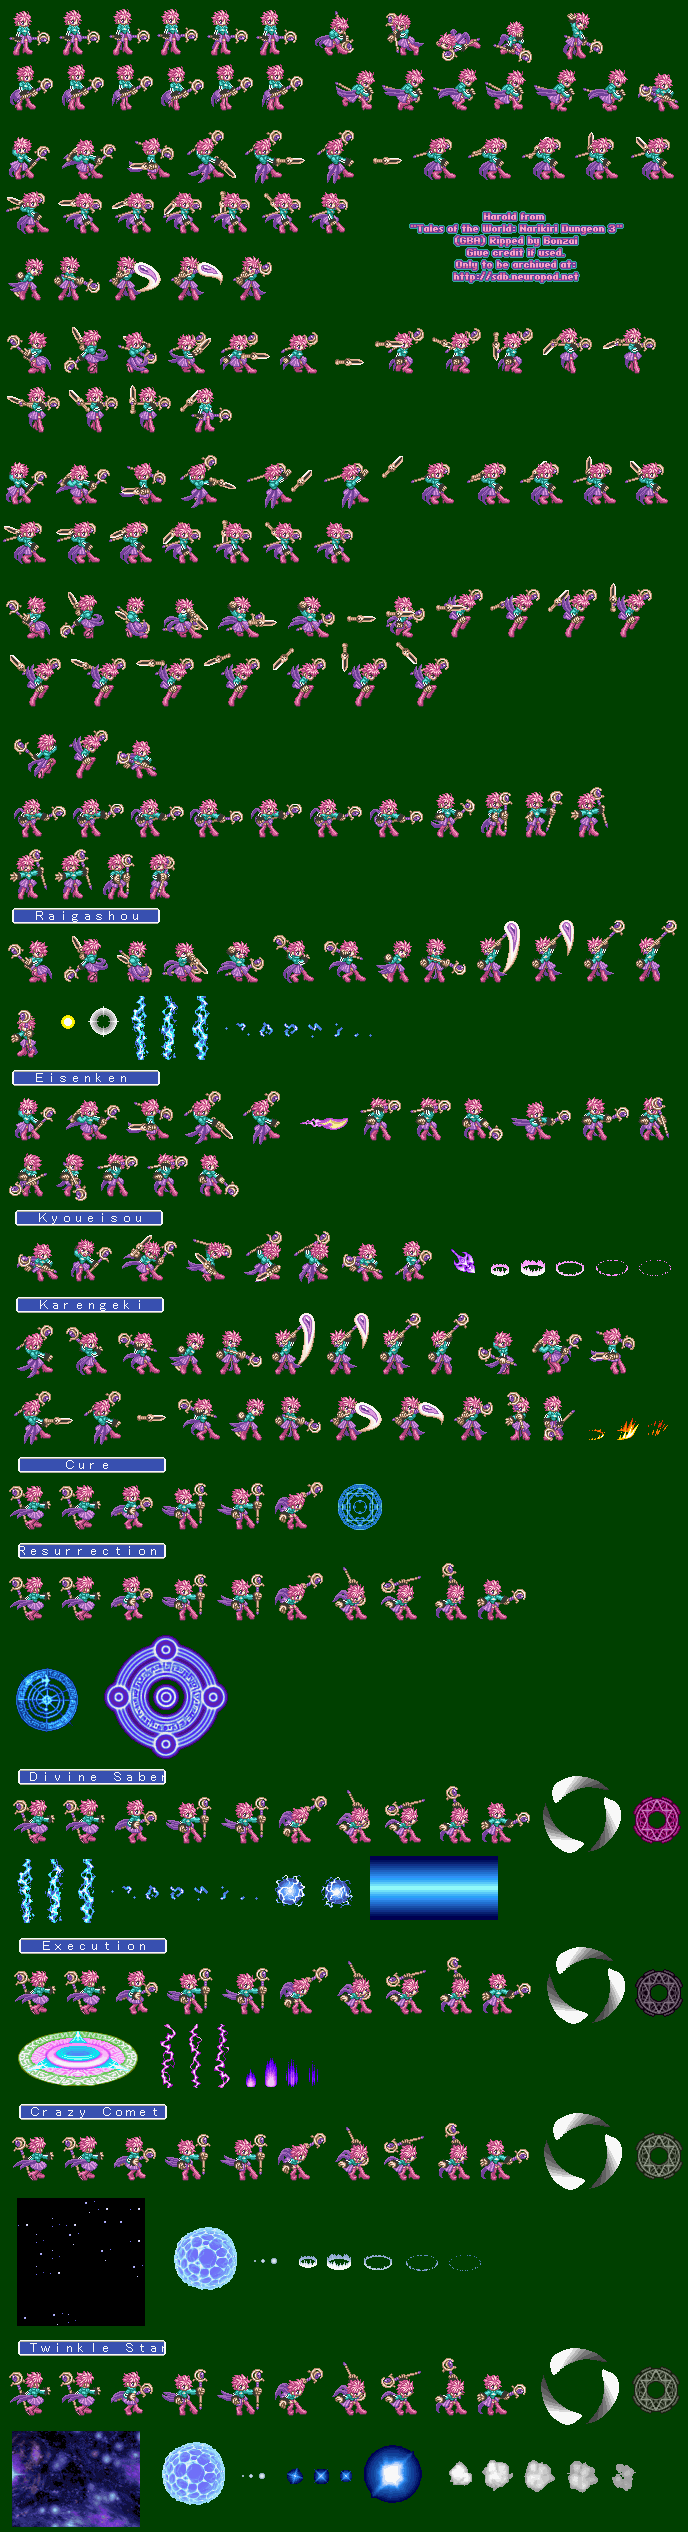 Harold from
"Tales of the World: Narikiri Dungeon 3"
(GBA) Ripped by Bonzai
Give credit if used.
Only to be archived at:
http://sdb.neuropod.net
Raigashou
Eisenken
Kyoueisou
Karengeki
Cure
Resurrection
Divine Saber
Execution
Crazy Comet
Twinkle Star